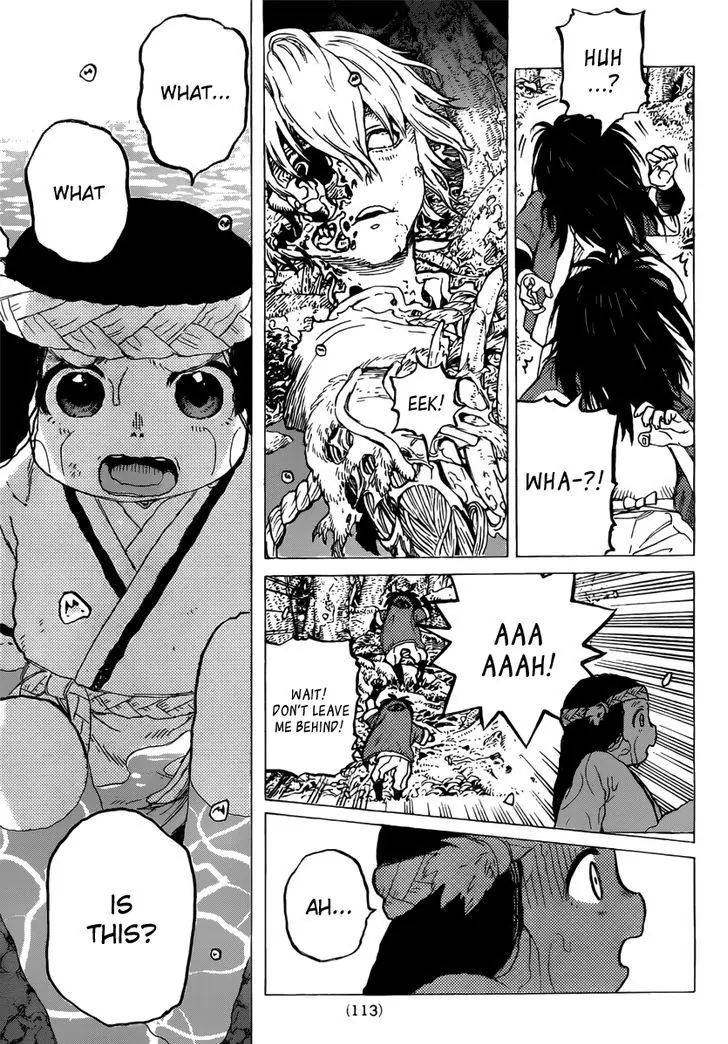 HUH
...?
WHA-?!
EEK!
AAA
AAAH!
WAIT!
DON'T LEAVE
ME BEHIND!
AH...
WHAT...
WHAT
IS
THIS?
(113)